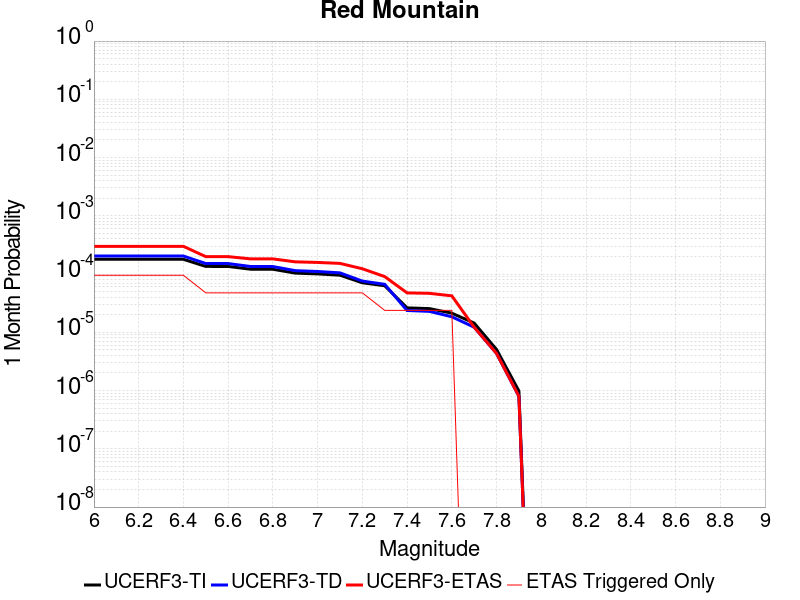 Red Mountain
10^0
10^-1
10^-2
10^-3
10^-4
10^-5
10^-6
10^-7
10^-8
1 Month Probability
6 6.2 6.4 6.6 6.8 7 7.2 7.4 7.6 7.8 8 8.2 8.4 8.6 8.8 9
Magnitude
UCERF3-TI UCERF3-TD UCERF3-ETAS ETAS Triggered Only